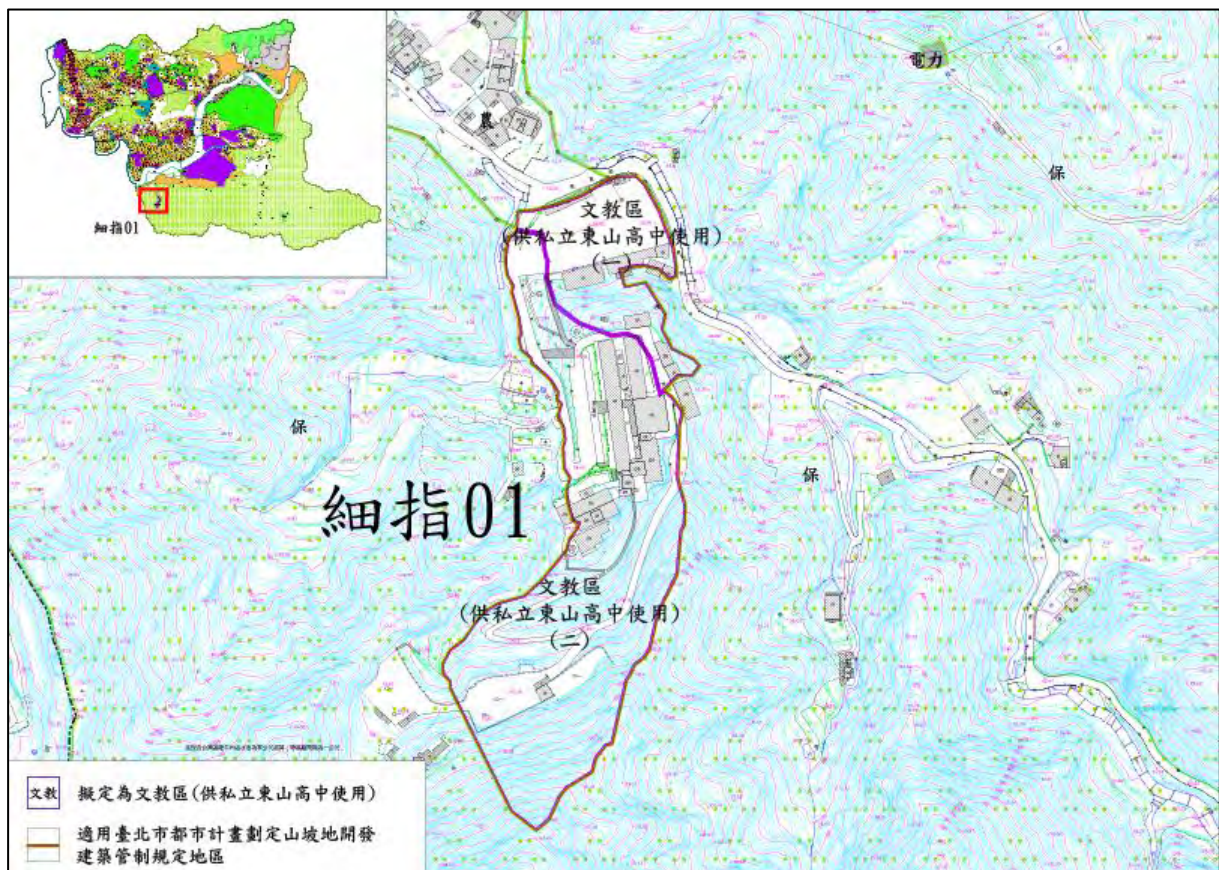 細指01
電力
農
保
文教區
(供私立東山高中使用)
(一)
保
保
細指01
文教區
(供私立東山高中使用)
(二)
文教 擬定為文教區(供私立東山高中使用)
適用臺北市都市計畫劃定山坡地開發
建築管制規定地區